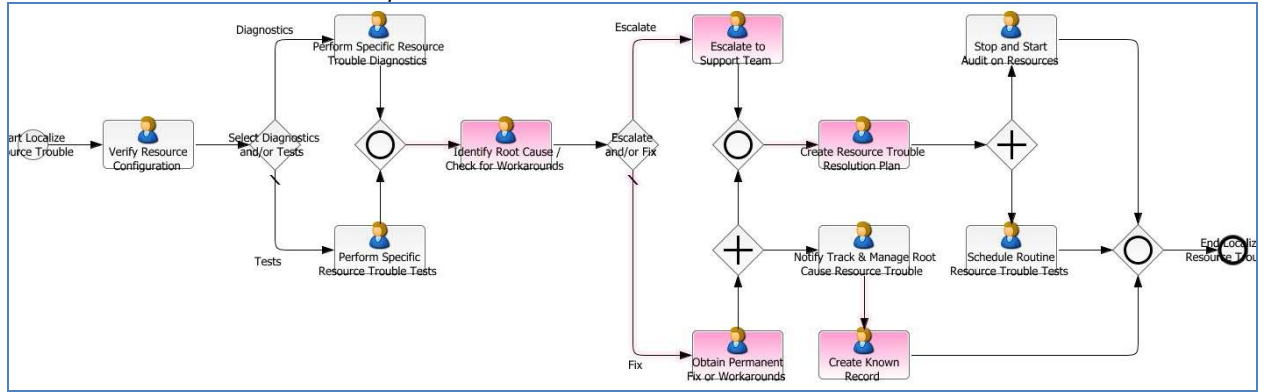 Diagnostics
Perform Specific Resource
Trouble Diagnostics
Escalate
Escalate to
Support Team
Stop and Start
Audit on Resources
art Localize
ource Trouble
Verify Resource
Configuration
Select Diagnostics
and/or Tests
Identify Root Cause /
Check for Workarounds
Escalate
and/or Fix
Create Resource Trouble
Resolution Plan
Tests
Perform Specific
Resource Trouble Tests
Notify Track & Manage Root
Cause Resource Trouble
Schedule Routine
Resource Trouble Tests
End Localiz
Resource Trou
Fix
Obtain Permanent
Fix or Workarounds
Create Known
Record